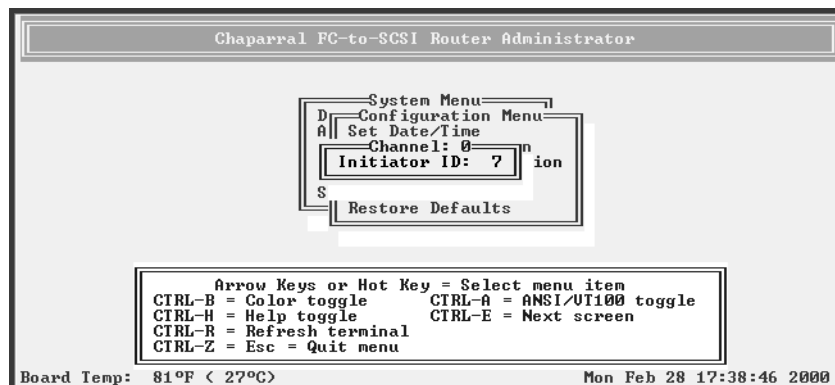 Chaparral FC-to-SCSI Router Administrator
System Menu
D
Configuration Menu
A
Set Date/Time
Channel: 0
n
Initiator ID: 7
ion
S
Restore Defaults
Arrow Keys or Hot Key = Select menu item
CTRL-B = Color toggle CTRL-A = ANSI/VT100 toggle
CTRL-H = Help toggle CTRL-E = Next screen
CTRL-R = Refresh terminal
CTRL-Z = Esc = Quit menu
Board Temp: 81ºF ( 27ºC) Mon Feb 28 17:38:46 2000